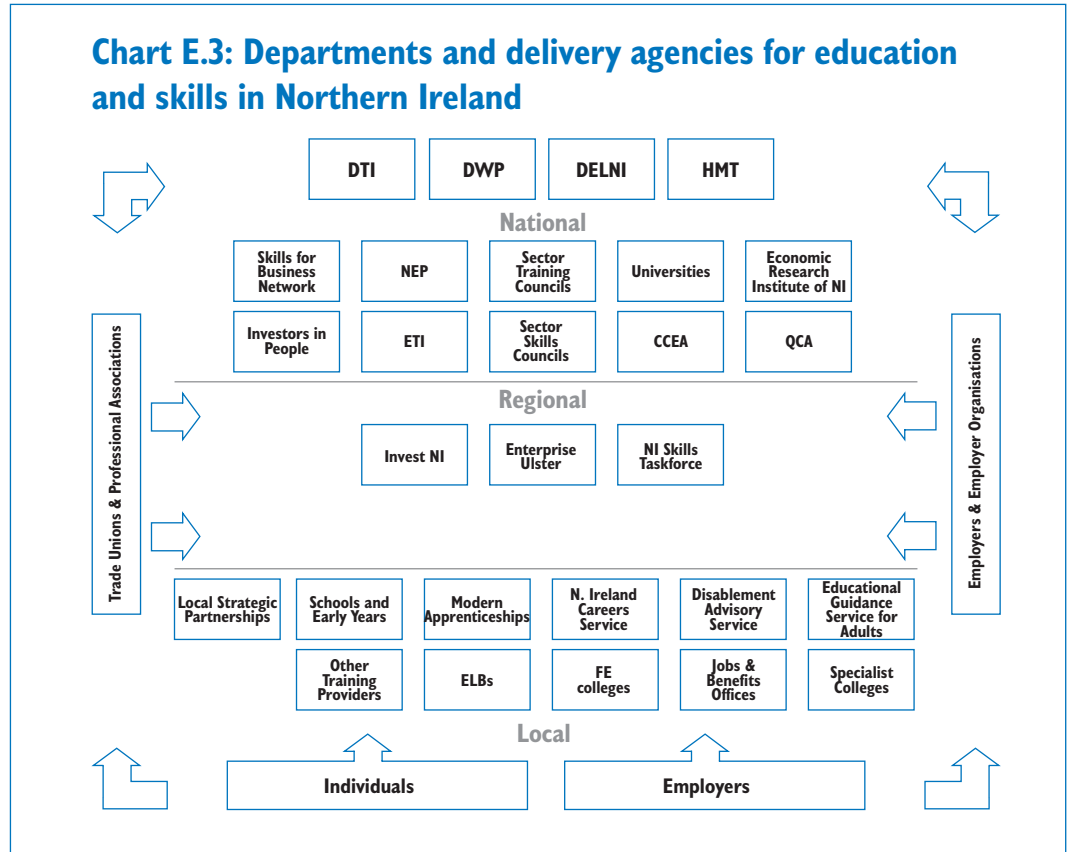 Chart E.3: Departments and delivery agencies for education
and skills in Northern Ireland
DTI
DWP
DELNI
HMT
National
Skills for
Business
Network
NEP
Sector
Training
Councils
Universities
Economic
Research
Institute of NI
Investors in
People
ETI
Sector
Skills
Councils
CCEA
QCA
Trade Unions & Professional Associations
Employers & Employer Organisations
Regional
Invest NI
Enterprise
Ulster
NI Skills
Taskforce
Local Strategic
Partnerships
Schools and
Early Years
Modern
Apprenticeships
N. Ireland
Careers
Service
Disablement
Advisory
Service
Educational
Guidance
Service for
Adults
Other
Training
Providers
ELBs
FE
colleges
Jobs &
Benefits
Offices
Specialist
Colleges
Local
Individuals
Employers